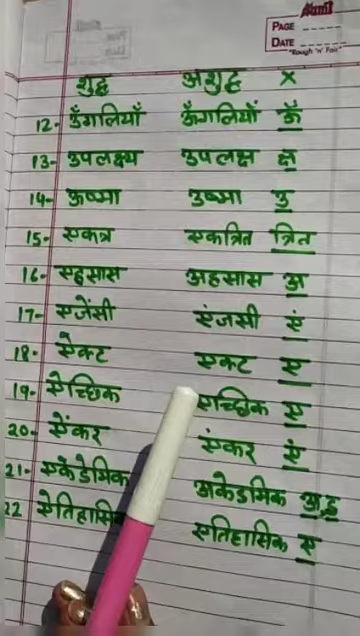 PAGE
DATE
"Rough 'n' Fair"
शुद्ध अशुद्ध ×
12- उँगलियाँ ऊँगलियाँ ऊँ
13- उपलक्ष्य उपलक्ष क्ष
14- ऊष्मा उष्मा उ
15- एकत्र एकत्रित त्रित
16- एहसास अहसास अ
17- एजेंसी एंजसी एं
18- ऐक्ट एक्ट ए
19- ऐच्छिक एच्छिक ए
20- ऐंकर एंकर एं
21- एकेडेमिक अकेडमिक अ,ड
22 ऐतिहासिक एतिहासिक ए